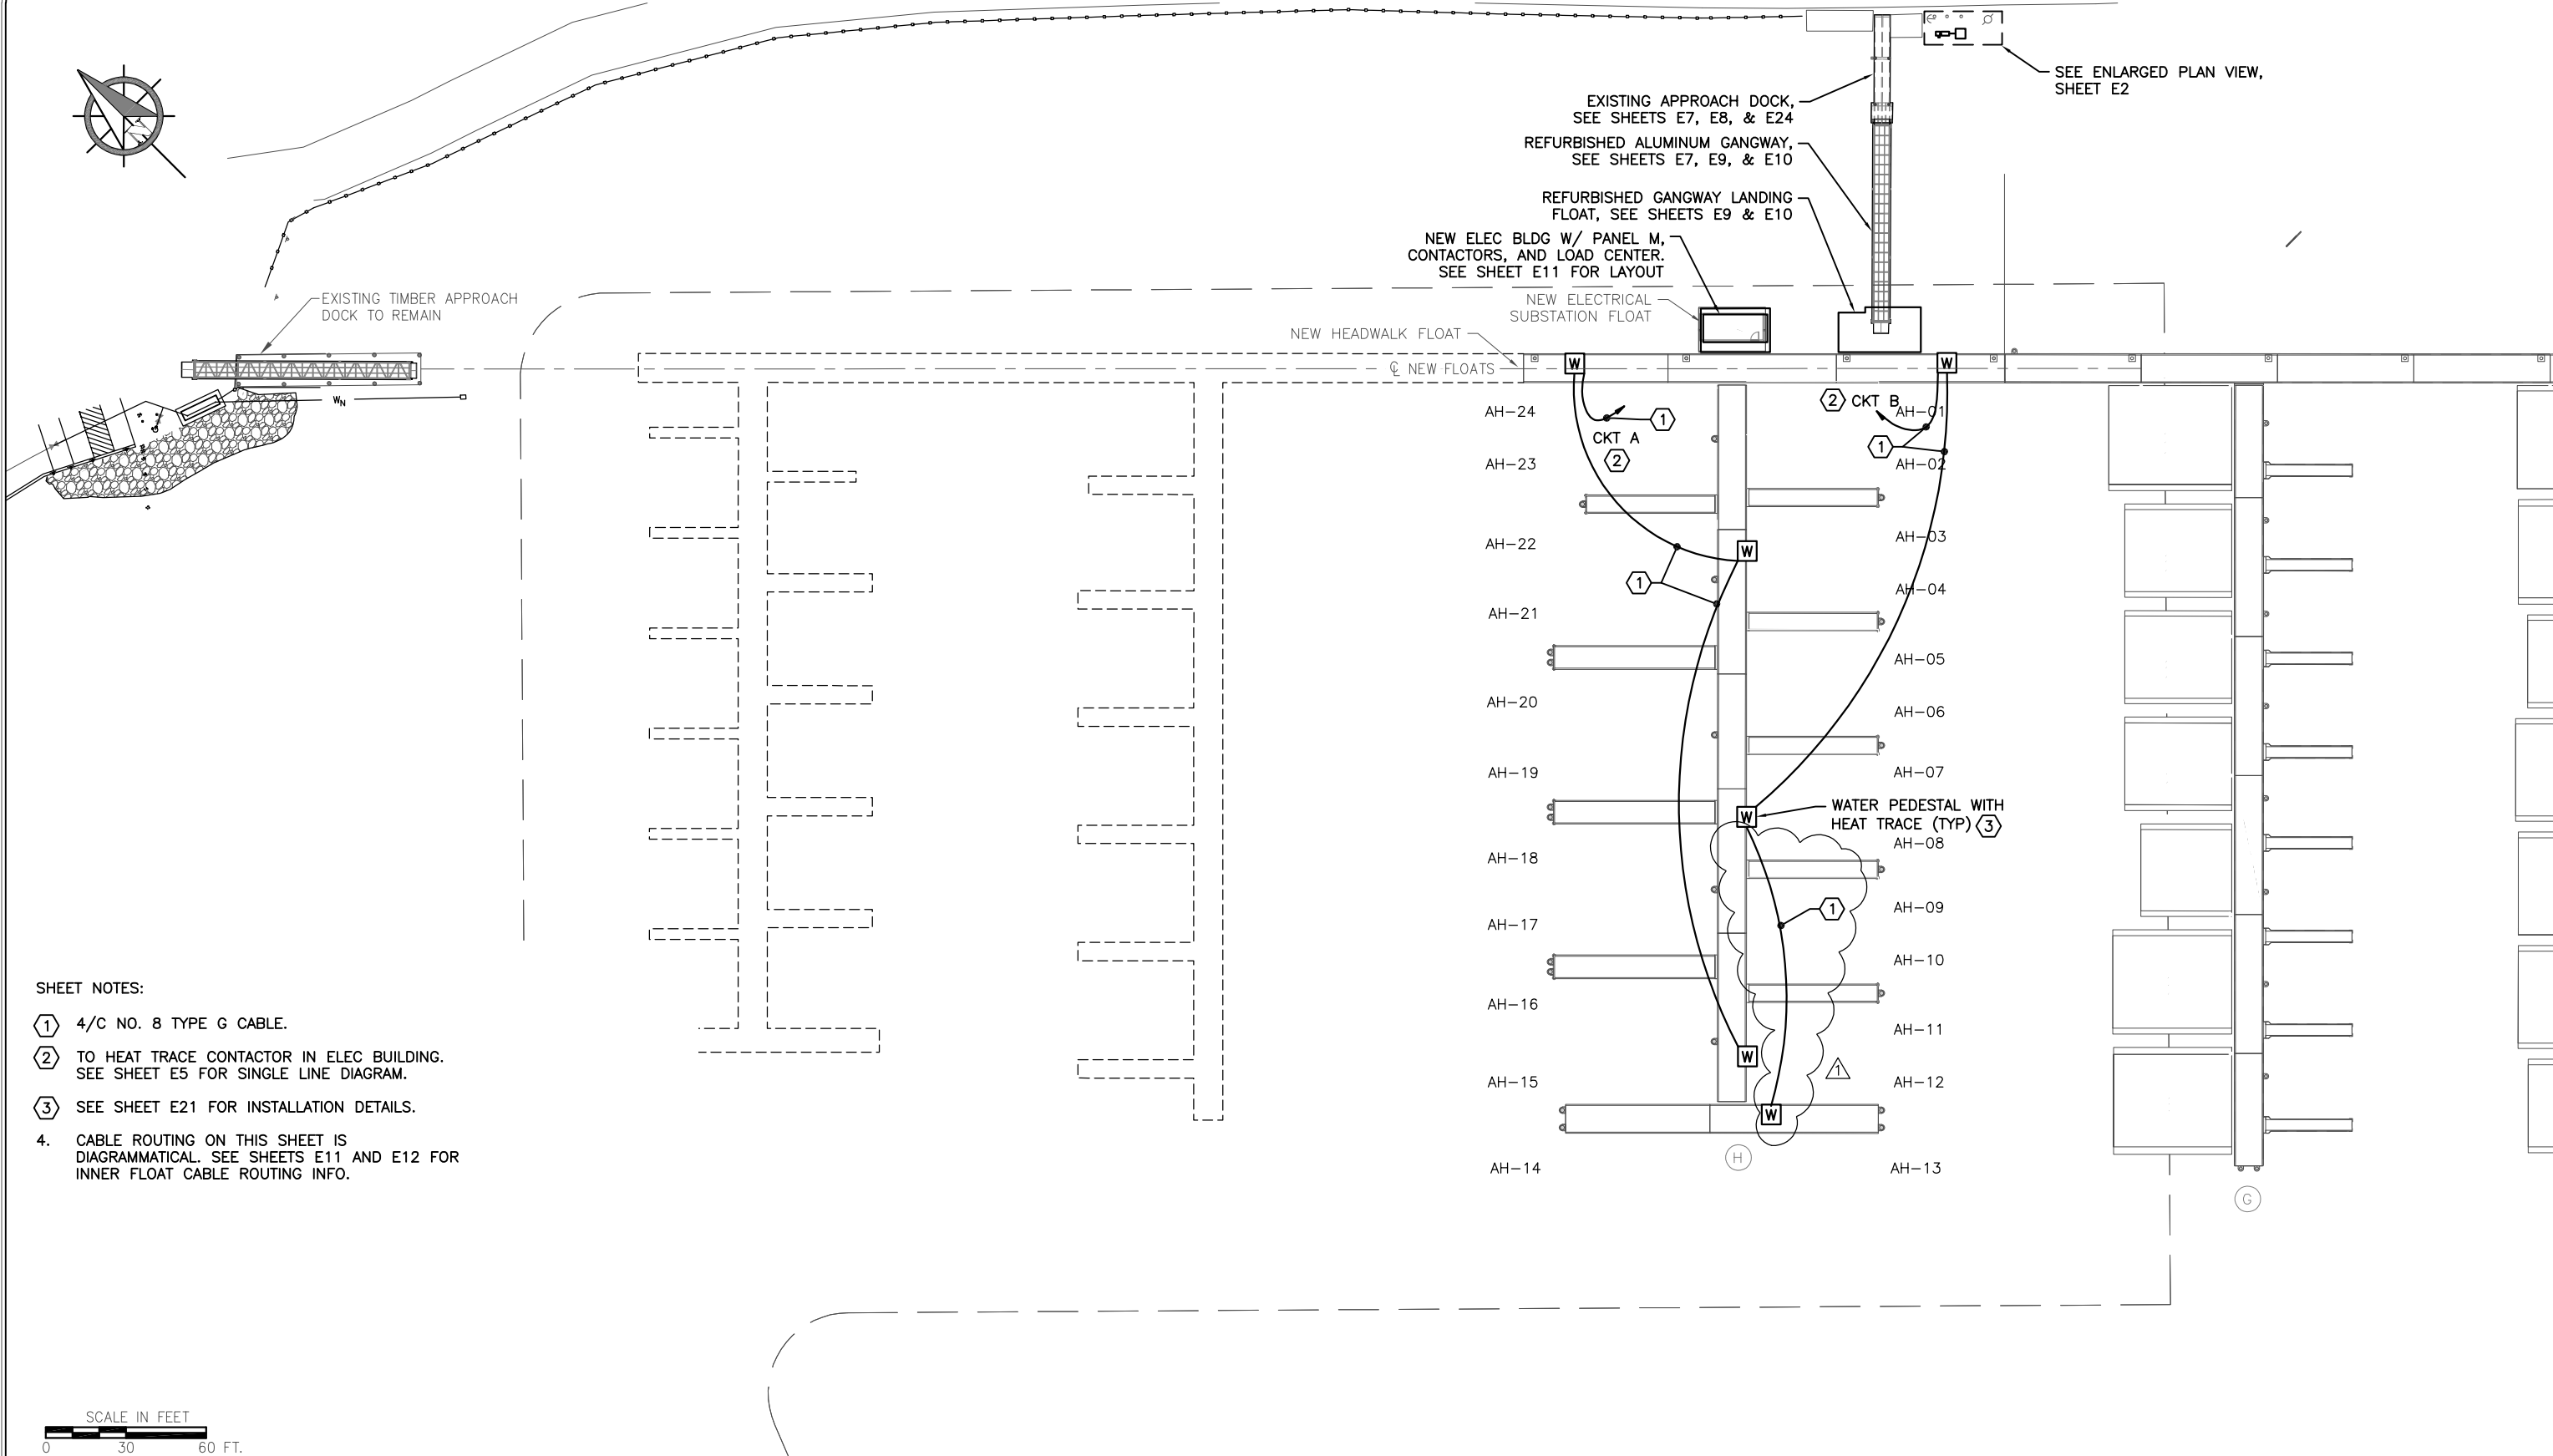 N
SEE ENLARGED PLAN VIEW,
SHEET E2
EXISTING APPROACH DOCK,
SEE SHEETS E7, E8, & E24
REFURBISHED ALUMINUM GANGWAY,
SEE SHEETS E7, E9, & E10
REFURBISHED GANGWAY LANDING
FLOAT, SEE SHEETS E9 & E10
NEW ELEC BLDG W/ PANEL M,
CONTACTORS, AND LOAD CENTER.
SEE SHEET E11 FOR LAYOUT
EXISTING TIMBER APPROACH
DOCK TO REMAIN
NEW ELECTRICAL
SUBSTATION FLOAT
NEW HEADWALK FLOAT
℄ NEW FLOATS
W
W
WN
AH-24
1
CKT A
2
2 CKT B
AH-01
1
AH-23
AH-02
AH-22
AH-03
W
1
AH-04
AH-21
AH-05
AH-20
AH-06
AH-19
AH-07
W
WATER PEDESTAL WITH
HEAT TRACE (TYP) 3
AH-18
AH-08
1
AH-09
AH-17
AH-10
AH-16
AH-11
W
1
AH-15
AH-12
W
H
AH-14
AH-13
G
SHEET NOTES:
1 4/C NO. 8 TYPE G CABLE.
2 TO HEAT TRACE CONTACTOR IN ELEC BUILDING.
SEE SHEET E5 FOR SINGLE LINE DIAGRAM.
3 SEE SHEET E21 FOR INSTALLATION DETAILS.
4. CABLE ROUTING ON THIS SHEET IS
DIAGRAMMATICAL. SEE SHEETS E11 AND E12 FOR
INNER FLOAT CABLE ROUTING INFO.
SCALE IN FEET
0 30 60 FT.